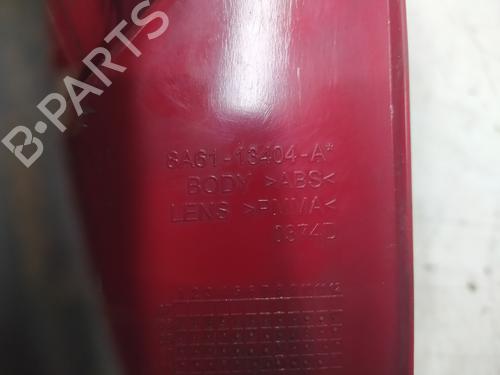 B-PARTS
8A61-13404-A*
BODY >ABS<
LENS >PMMA<